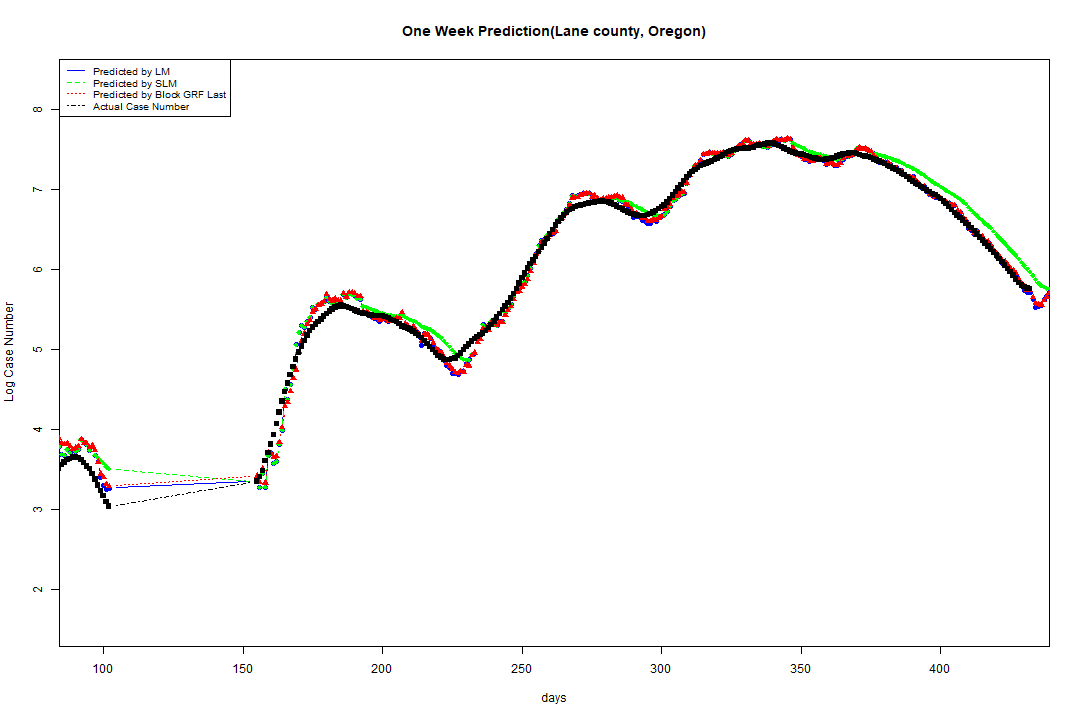 One Week Prediction(Lane county, Oregon)
Predicted by LM
Predicted by SLM
Predicted by Block GRF Last
Actual Case Number
Log Case Number
8
7
6
5
4
3
2
100 150 200 250 300 350 400
days